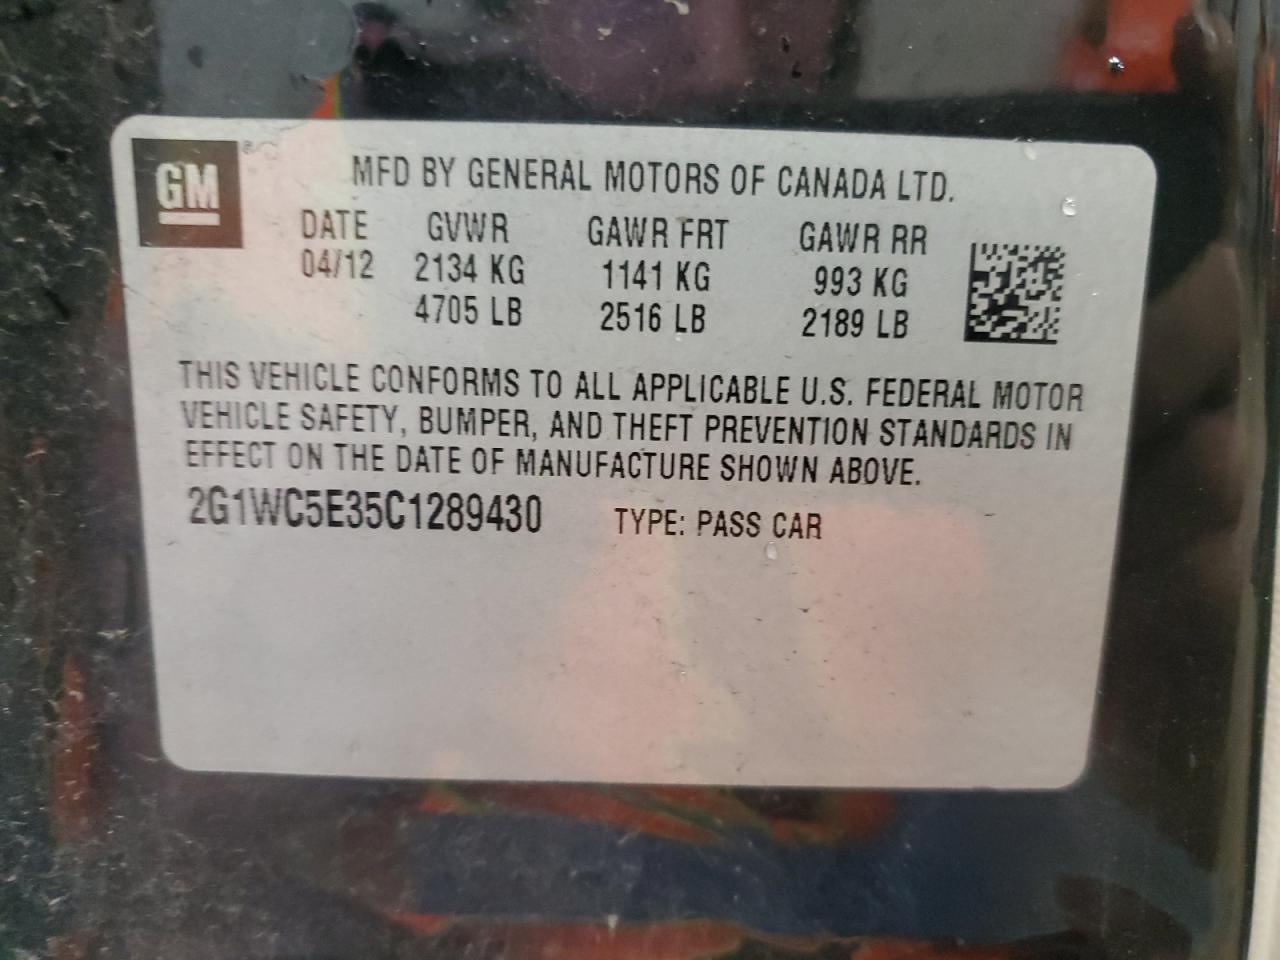 GM
MFD BY GENERAL MOTORS OF CANADA LTD.
DATE GVWR GAWR FRT GAWR RR
04/12 2134 KG 1141 KG 993 KG
4705 LB 2516 LB 2189 LB
THIS VEHICLE CONFORMS TO ALL APPLICABLE U.S. FEDERAL MOTOR
VEHICLE SAFETY, BUMPER, AND THEFT PREVENTION STANDARDS IN
EFFECT ON THE DATE OF MANUFACTURE SHOWN ABOVE.
2G1WC5E35C1289430 TYPE: PASS CAR